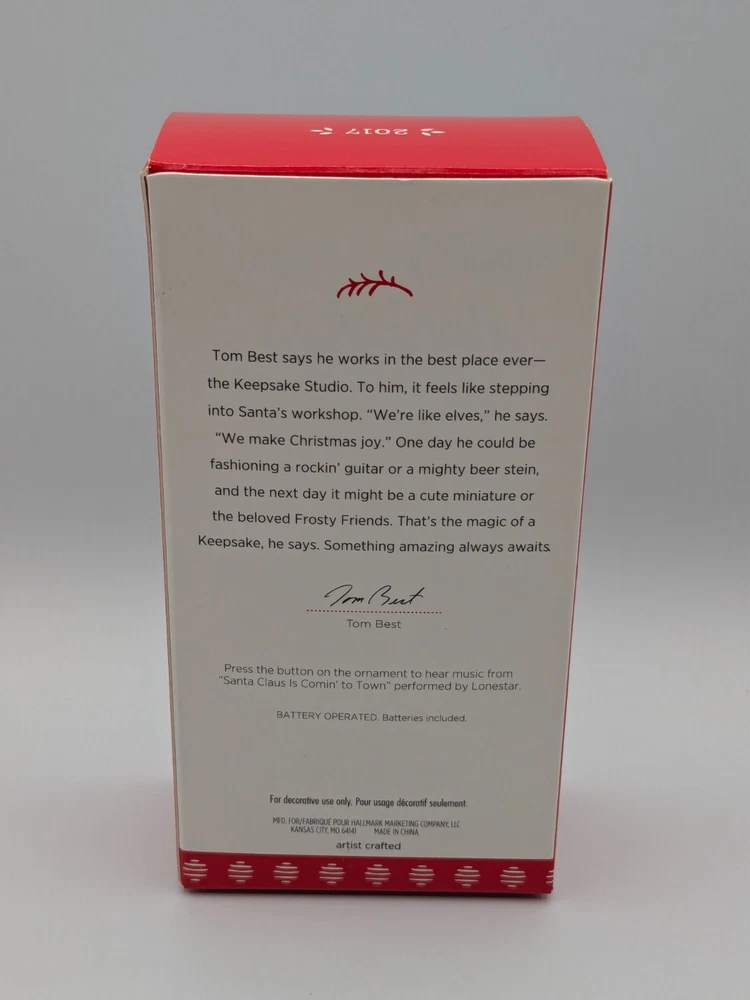 2017
Tom Best says he works in the best place ever—
the Keepsake Studio. To him, it feels like stepping
into Santa's workshop. “We're like elves,” he says.
“We make Christmas joy.” One day he could be
fashioning a rockin' guitar or a mighty beer stein,
and the next day it might be a cute miniature or
the beloved Frosty Friends. That's the magic of a
Keepsake, he says. Something amazing always awaits.
Tom Best
Tom Best
Press the button on the ornament to hear music from
"Santa Claus Is Comin' to Town" performed by Lonestar.
BATTERY OPERATED. Batteries included.
For decorative use only. Pour usage décoratif seulement.
MFD. FOR/FABRIQUÉ POUR HALLMARK MARKETING COMPANY, LLC
KANSAS CITY, MO 64141 MADE IN CHINA
artist crafted